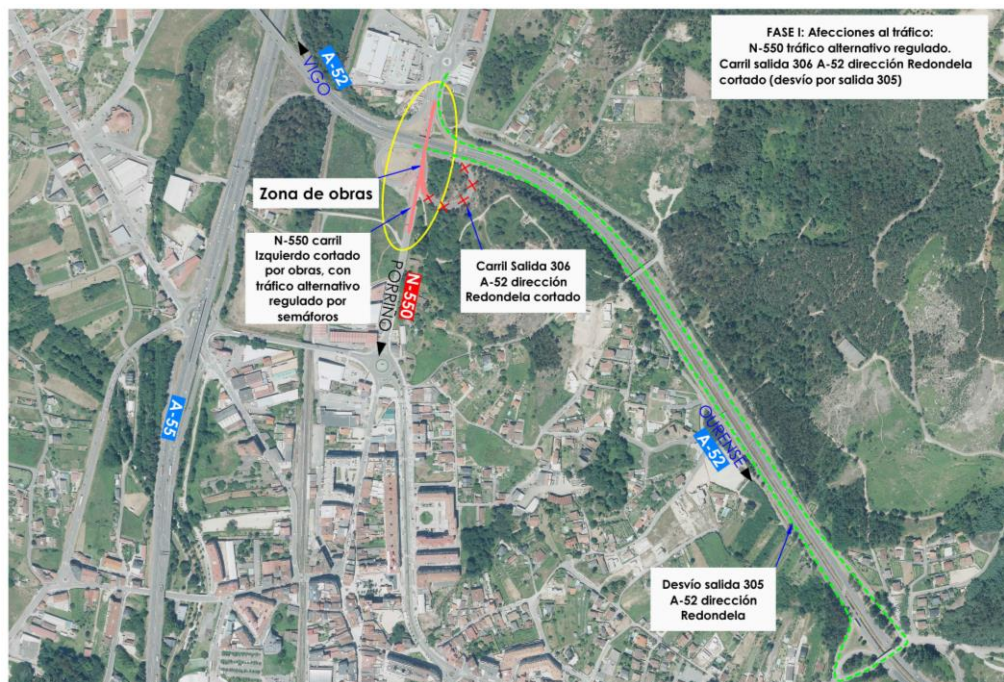 FASE I: Afecciones al tráfico:
N-550 tráfico alternativo regulado.
Carril salida 306 A-52 dirección Redondela
cortado (desvío por salida 305)
A-52
VIGO
Zona de obras
N-550 carril
Izquierdo cortado
por obras, con
tráfico alternativo
regulado por
semáforos
PORRIÑO
N-550
Carril Salida 306
A-52 dirección
Redondela cortado
A-55
OURENSE
A-52
Desvío salida 305
A-52 dirección
Redondela